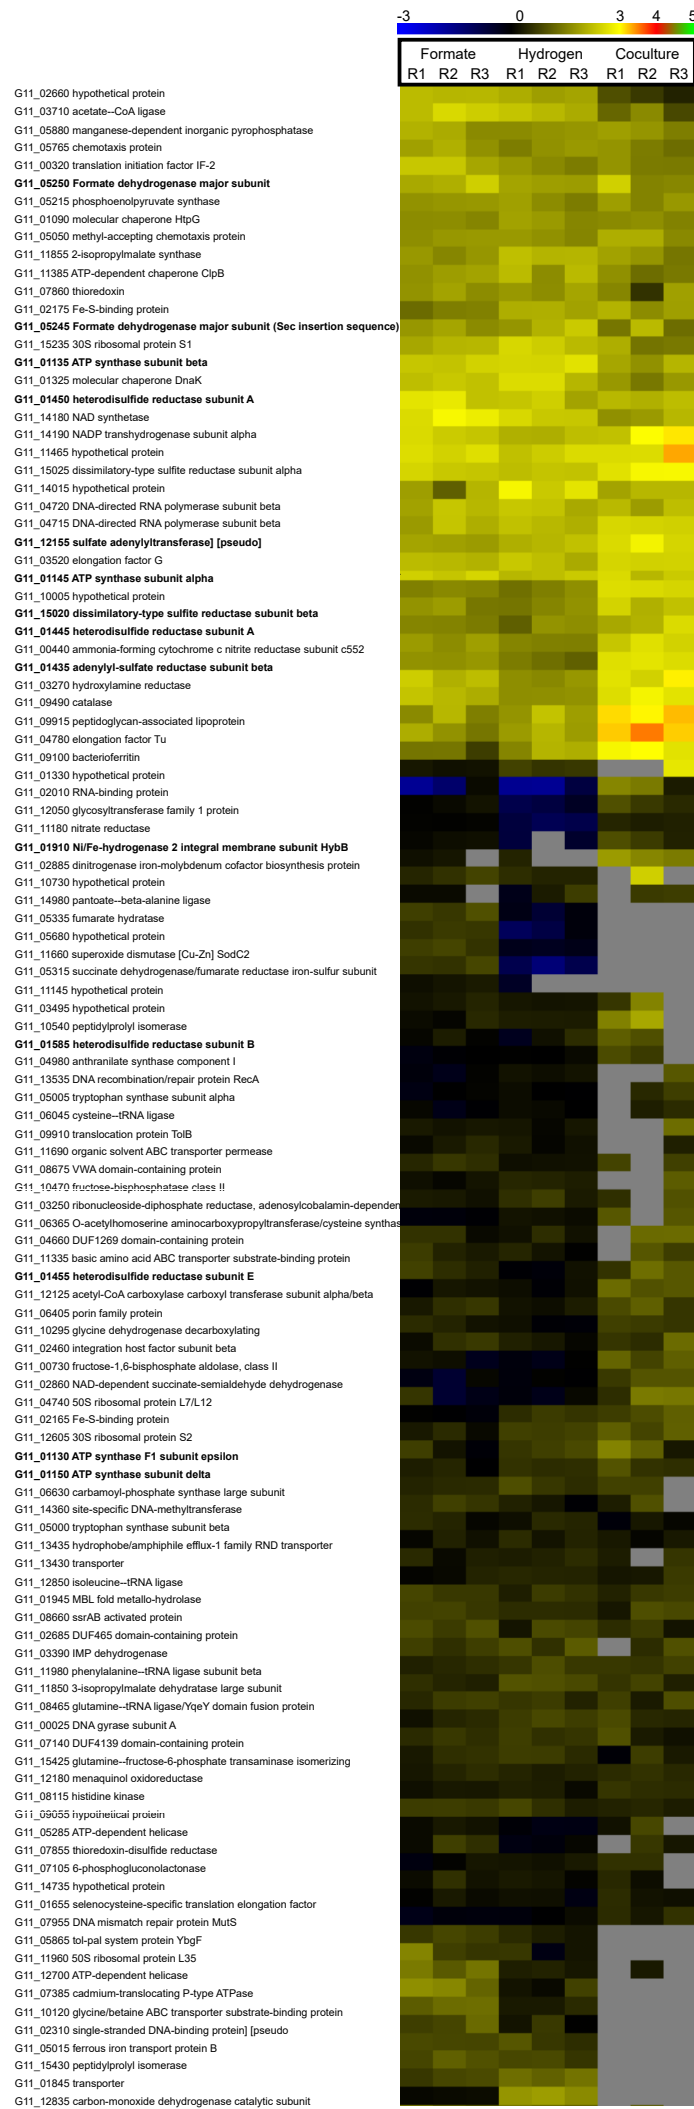 -3 0 3 4 5
Formate Hydrogen Coculture
R1 R2 R3 R1 R2 R3 R1 R2 R3
G11_02660 hypothetical protein
G11_03710 acetate--CoA ligase
G11_05880 manganese-dependent inorganic pyrophosphatase
G11_05765 chemotaxis protein
G11_00320 translation initiation factor IF-2
G11_05250 Formate dehydrogenase major subunit
G11_05215 phosphoenolpyruvate synthase
G11_01090 molecular chaperone HtpG
G11_05050 methyl-accepting chemotaxis protein
G11_11855 2-isopropylmalate synthase
G11_11385 ATP-dependent chaperone ClpB
G11_07860 thioredoxin
G11_02175 Fe-S-binding protein
G11_05245 Formate dehydrogenase major subunit (Sec insertion sequence)
G11_15235 30S ribosomal protein S1
G11_01135 ATP synthase subunit beta
G11_01325 molecular chaperone DnaK
G11_01450 heterodisulfide reductase subunit A
G11_14180 NAD synthetase
G11_14190 NADP transhydrogenase subunit alpha
G11_11465 hypothetical protein
G11_15025 dissimilatory-type sulfite reductase subunit alpha
G11_14015 hypothetical protein
G11_04720 DNA-directed RNA polymerase subunit beta
G11_04715 DNA-directed RNA polymerase subunit beta
G11_12155 sulfate adenylyltransferase] [pseudo]
G11_03520 elongation factor G
G11_01145 ATP synthase subunit alpha
G11_10005 hypothetical protein
G11_15020 dissimilatory-type sulfite reductase subunit beta
G11_01445 heterodisulfide reductase subunit A
G11_00440 ammonia-forming cytochrome c nitrite reductase subunit c552
G11_01435 adenylyl-sulfate reductase subunit beta
G11_03270 hydroxylamine reductase
G11_09490 catalase
G11_09915 peptidoglycan-associated lipoprotein
G11_04780 elongation factor Tu
G11_09100 bacterioferritin
G11_01330 hypothetical protein
G11_02010 RNA-binding protein
G11_12050 glycosyltransferase family 1 protein
G11_11180 nitrate reductase
G11_01910 Ni/Fe-hydrogenase 2 integral membrane subunit HybB
G11_02885 dinitrogenase iron-molybdenum cofactor biosynthesis protein
G11_10730 hypothetical protein
G11_14980 pantoate--beta-alanine ligase
G11_05335 fumarate hydratase
G11_05680 hypothetical protein
G11_11660 superoxide dismutase [Cu-Zn] SodC2
G11_05315 succinate dehydrogenase/fumarate reductase iron-sulfur subunit
G11_11145 hypothetical protein
G11_03495 hypothetical protein
G11_10540 peptidylprolyl isomerase
G11_01585 heterodisulfide reductase subunit B
G11_04980 anthranilate synthase component I
G11_13535 DNA recombination/repair protein RecA
G11_05005 tryptophan synthase subunit alpha
G11_06045 cysteine--tRNA ligase
G11_09910 translocation protein TolB
G11_11690 organic solvent ABC transporter permease
G11_08675 VWA domain-containing protein
G11_10470 fructose-bisphosphatase class II
G11_03250 ribonucleoside-diphosphate reductase, adenosylcobalamin-dependen
G11_06365 O-acetylhomoserine aminocarboxypropyltransferase/cysteine synthas
G11_04660 DUF1269 domain-containing protein
G11_11335 basic amino acid ABC transporter substrate-binding protein
G11_01455 heterodisulfide reductase subunit E
G11_12125 acetyl-CoA carboxylase carboxyl transferase subunit alpha/beta
G11_06405 porin family protein
G11_10295 glycine dehydrogenase decarboxylating
G11_02460 integration host factor subunit beta
G11_00730 fructose-1,6-bisphosphate aldolase, class II
G11_02860 NAD-dependent succinate-semialdehyde dehydrogenase
G11_04740 50S ribosomal protein L7/L12
G11_02165 Fe-S-binding protein
G11_12605 30S ribosomal protein S2
G11_01130 ATP synthase F1 subunit epsilon
G11_01150 ATP synthase subunit delta
G11_06630 carbamoyl-phosphate synthase large subunit
G11_14360 site-specific DNA-methyltransferase
G11_05000 tryptophan synthase subunit beta
G11_13435 hydrophobe/amphiphile efflux-1 family RND transporter
G11_13430 transporter
G11_12850 isoleucine--tRNA ligase
G11_01945 MBL fold metallo-hydrolase
G11_08660 ssrAB activated protein
G11_02685 DUF465 domain-containing protein
G11_03390 IMP dehydrogenase
G11_11980 phenylalanine--tRNA ligase subunit beta
G11_11850 3-isopropylmalate dehydratase large subunit
G11_08465 glutamine--tRNA ligase/YqeY domain fusion protein
G11_00025 DNA gyrase subunit A
G11_07140 DUF4139 domain-containing protein
G11_15425 glutamine--fructose-6-phosphate transaminase isomerizing
G11_12180 menaquinol oxidoreductase
G11_08115 histidine kinase
G11_09055 hypothetical protein
G11_05285 ATP-dependent helicase
G11_07855 thioredoxin-disulfide reductase
G11_07105 6-phosphogluconolactonase
G11_14735 hypothetical protein
G11_01655 selenocysteine-specific translation elongation factor
G11_07955 DNA mismatch repair protein MutS
G11_05865 tol-pal system protein YbgF
G11_11960 50S ribosomal protein L35
G11_12700 ATP-dependent helicase
G11_07385 cadmium-translocating P-type ATPase
G11_10120 glycine/betaine ABC transporter substrate-binding protein
G11_02310 single-stranded DNA-binding protein] [pseudo
G11_05015 ferrous iron transport protein B
G11_15430 peptidylprolyl isomerase
G11_01845 transporter
G11_12835 carbon-monoxide dehydrogenase catalytic subunit